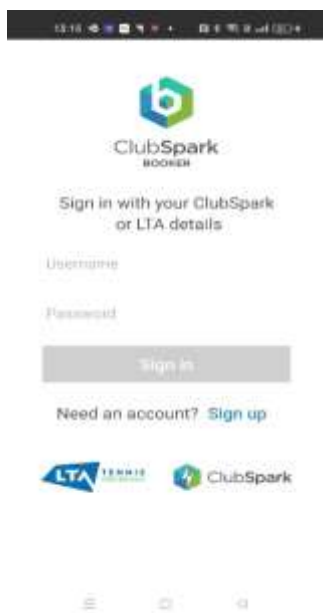 ClubSpark
BOOKER
Sign in with your ClubSpark
or LTA details
Username
Password
Sign in
Need an account? Sign up
LTA TENNIS
ClubSpark